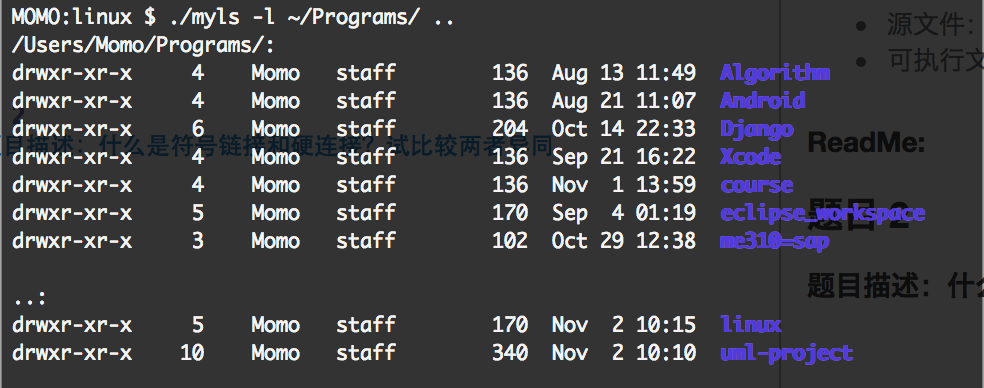 MOMO:linux $ ./myls -l ~/Programs/ ..
/Users/Momo/Programs/:
drwxr-xr-x 4 Momo staff 136 Aug 13 11:49 Algorithm
drwxr-xr-x 4 Momo staff 136 Aug 21 11:07 Android
drwxr-xr-x 6 Momo staff 204 Oct 14 22:33 Django
drwxr-xr-x 4 Momo staff 136 Sep 21 16:22 Xcode
drwxr-xr-x 4 Momo staff 136 Nov 1 13:59 course
drwxr-xr-x 5 Momo staff 170 Sep 4 01:19 eclipse_workspace
drwxr-xr-x 3 Momo staff 102 Oct 29 12:38 me310=sap
..:
drwxr-xr-x 5 Momo staff 170 Nov 2 10:15 linux
drwxr-xr-x 10 Momo staff 340 Nov 2 10:10 uml-project
目描述：什么是符号链接和硬连接？试比较两者异同
源文件：
可执行文
ReadMe:
题目 2
题目描述：什么